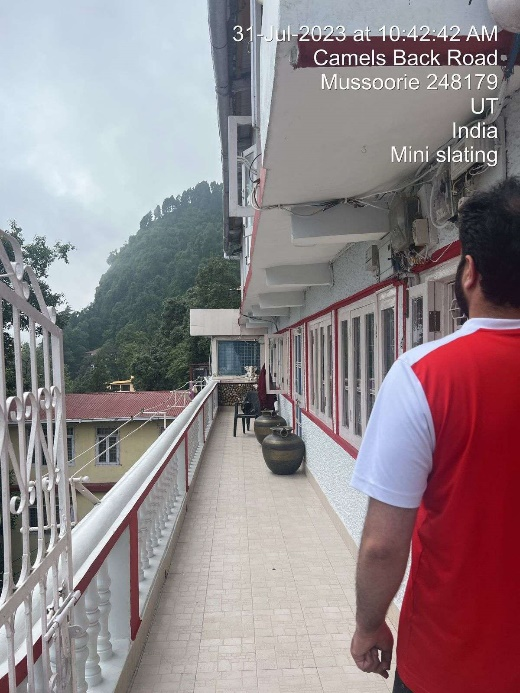 31-Jul-2023 at 10:42:42 AM
Camels Back Road
Mussoorie 248179
UT
India
Mini slating